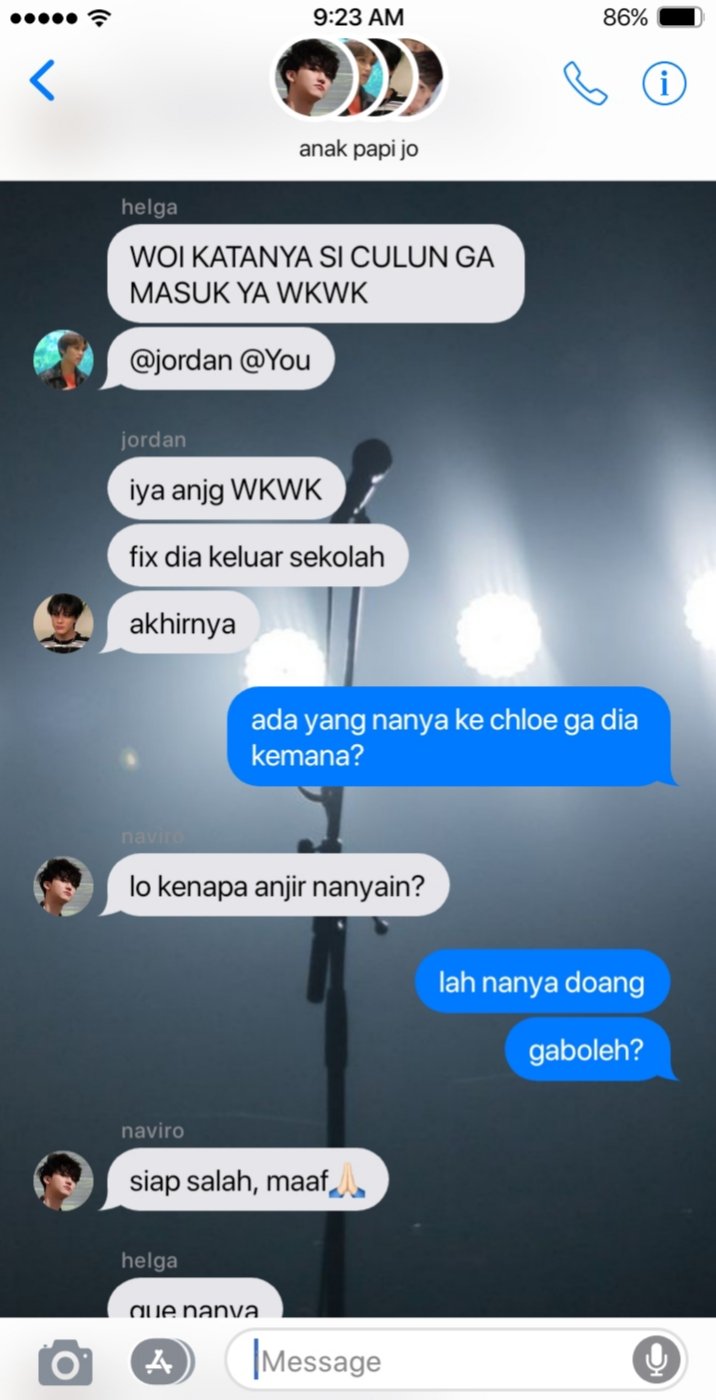 9:23 AM
86%
anak papi jo
helga
WOI KATANYA SI CULUN GA
MASUK YA WKWK
@jordan @You
jordan
iya anjg WKWK
fix dia keluar sekolah
akhirnya
ada yang nanya ke chloe ga dia
kemana?
naviro
lo kenapa anjir nanyain?
lah nanya doang
gaboleh?
naviro
siap salah, maaf🙏🏻
helga
gue nanya
Message